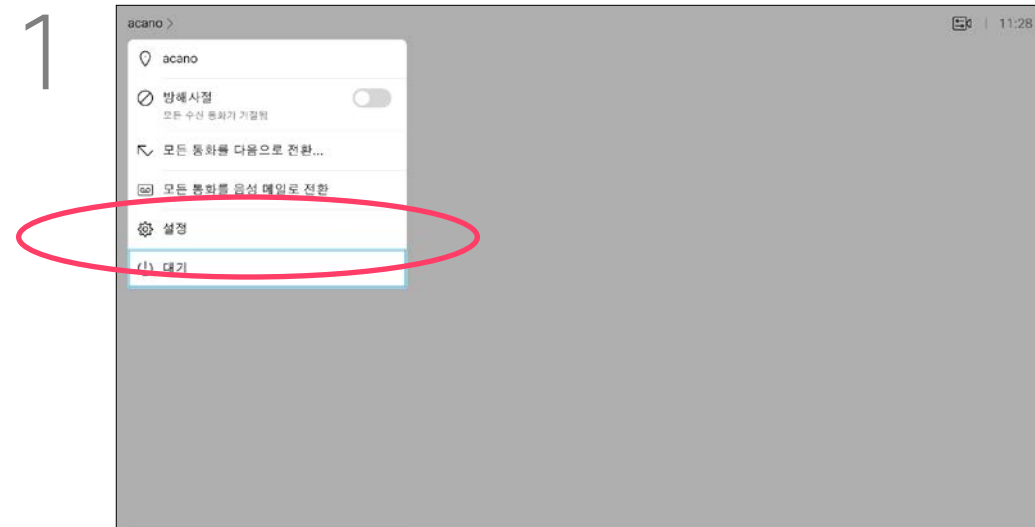 1
acano >
11:28
acano
방해사절
모든 수신 통화가 거절됨
모든 통화를 다음으로 전환...
모든 통화를 음성 메일로 전환
설정
대기